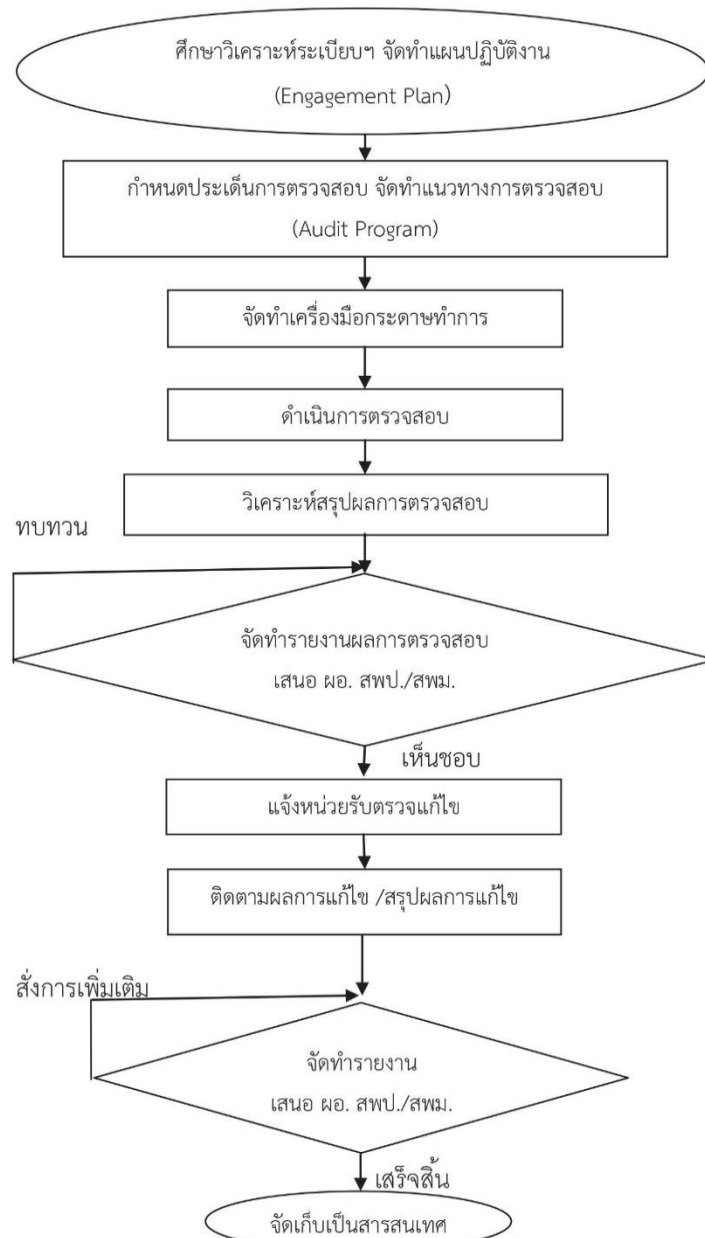 ศึกษาวิเคราะห์ระเบียบฯ จัดทำแผนปฏิบัติงาน
(Engagement Plan)
กำหนดประเด็นการตรวจสอบ จัดทำแนวทางการตรวจสอบ
(Audit Program)
จัดทำเครื่องมือกระดาษทำการ
ดำเนินการตรวจสอบ
วิเคราะห์สรุปผลการตรวจสอบ
ทบทวน
จัดทำรายงานผลการตรวจสอบ
เสนอ ผอ. สพป./สพม.
เห็นชอบ
แจ้งหน่วยรับตรวจแก้ไข
ติดตามผลการแก้ไข /สรุปผลการแก้ไข
สั่งการเพิ่มเติม
จัดทำรายงาน
เสนอ ผอ. สพป./สพม.
เสร็จสิ้น
จัดเก็บเป็นสารสนเทศ